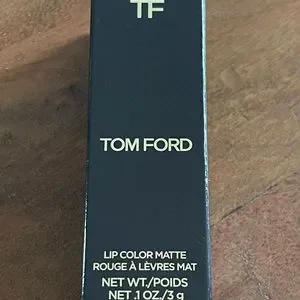 TF
TOM FORD
LIP COLOR MATTE
ROUGE À LÈVRES MAT
NET WT./POIDS
NET .1 OZ./3 g